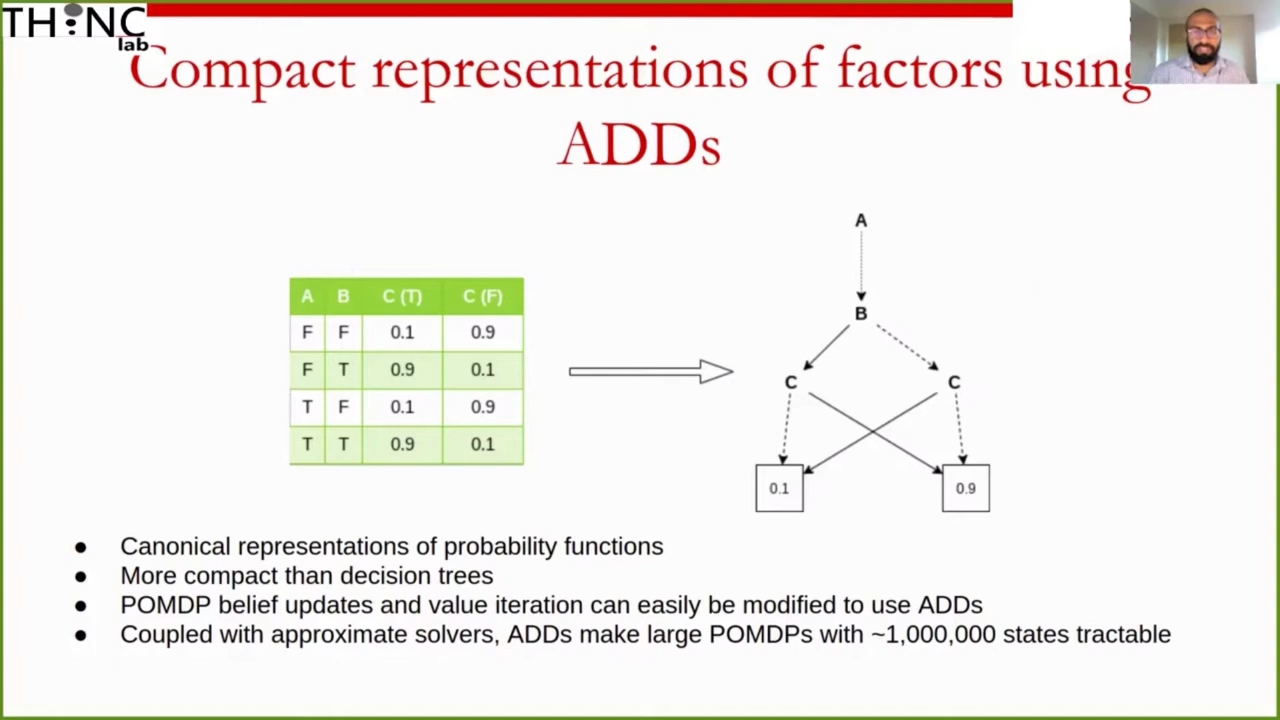 THINC
lab
Compact representations of factors using
ADDs
A
A B C (T) C (F)
B
F F 0.1 0.9
F T 0.9 0.1
C C
T F 0.1 0.9
T T 0.9 0.1
0.1 0.9
● Canonical representations of probability functions
● More compact than decision trees
● POMDP belief updates and value iteration can easily be modified to use ADDs
● Coupled with approximate solvers, ADDs make large POMDPs with ~1,000,000 states tractable